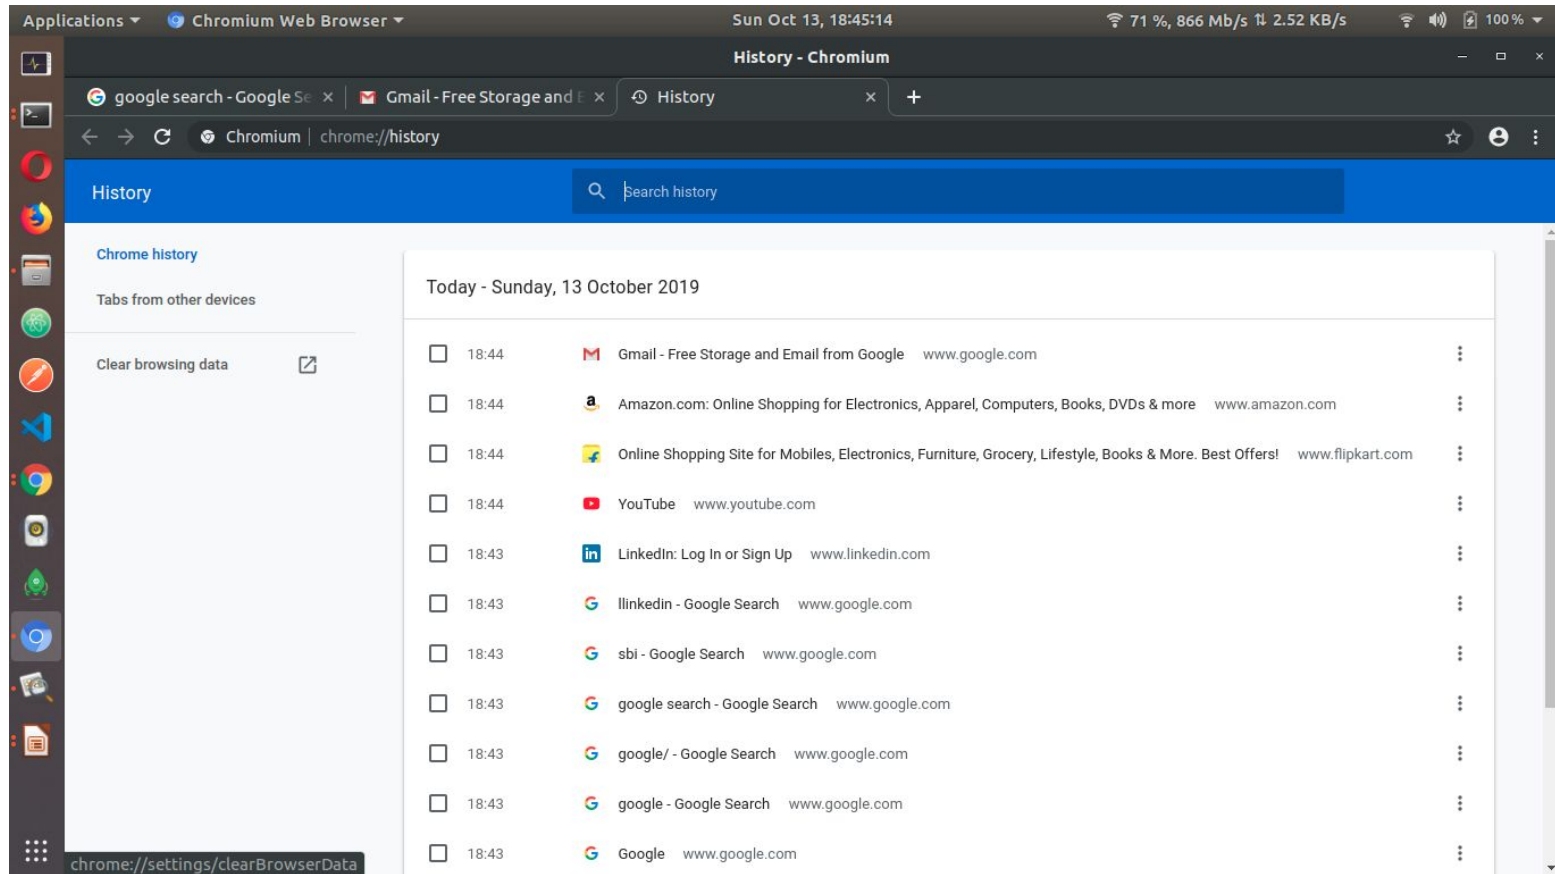 Applications Chromium Web Browser Sun Oct 13, 18:45:14 71 %, 866 Mb/s 2.52 KB/s 100 %
History - Chromium
google search - Google Se Gmail - Free Storage and E History
Chromium chrome://history
History Search history
Chrome history
Tabs from other devices
Clear browsing data
Today - Sunday, 13 October 2019
18:44 Gmail - Free Storage and Email from Google www.google.com
18:44 Amazon.com: Online Shopping for Electronics, Apparel, Computers, Books, DVDs & more www.amazon.com
18:44 Online Shopping Site for Mobiles, Electronics, Furniture, Grocery, Lifestyle, Books & More. Best Offers! www.flipkart.com
18:44 YouTube www.youtube.com
18:43 LinkedIn: Log In or Sign Up www.linkedin.com
18:43 llinkedin - Google Search www.google.com
18:43 sbi - Google Search www.google.com
18:43 google search - Google Search www.google.com
18:43 google/ - Google Search www.google.com
18:43 google - Google Search www.google.com
18:43 Google www.google.com
chrome://settings/clearBrowserData